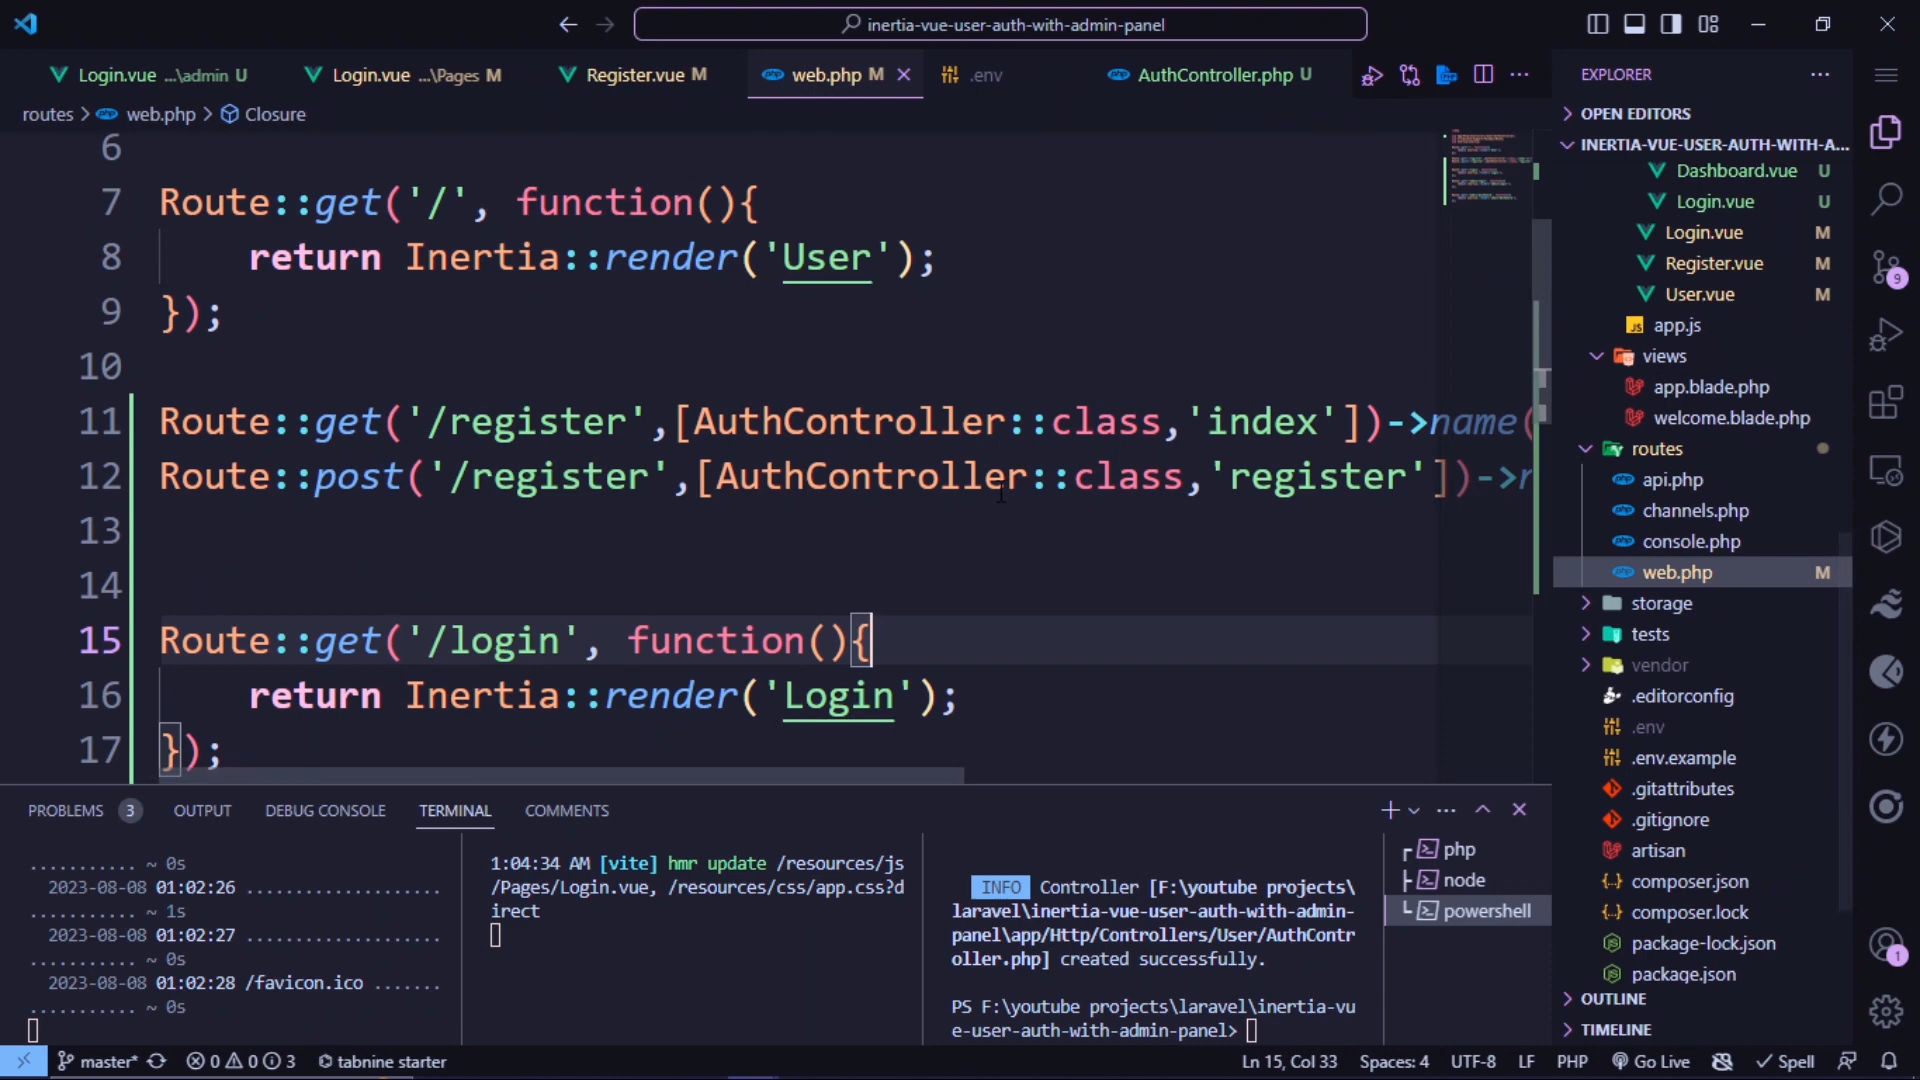 inertia-vue-user-auth-with-admin-panel
Login.vue ...\admin U
Login.vue ...\Pages M
Register.vue M
web.php M
.env
AuthController.php U
routes > web.php > Closure
6
7 Route::get('/', function(){
8 return Inertia::render('User');
9 });
10
11 Route::get('/register',[AuthController::class,'index'])->name(
12 Route::post('/register',[AuthController::class,'register'])->r
13
14
15 Route::get('/login', function(){
16 return Inertia::render('Login');
17 });
EXPLORER
OPEN EDITORS
INERTIA-VUE-USER-AUTH-WITH-A...
Dashboard.vue U
Login.vue U
Login.vue M
Register.vue M
User.vue M
JS app.js
views
app.blade.php
welcome.blade.php
routes
api.php
channels.php
console.php
web.php M
storage
tests
vendor
.editorconfig
.env
.env.example
.gitattributes
.gitignore
artisan
composer.json
composer.lock
package-lock.json
package.json
OUTLINE
TIMELINE
9
1
PROBLEMS 3
OUTPUT
DEBUG CONSOLE
TERMINAL
COMMENTS
........... ~ 0s
2023-08-08 01:02:26 ...................
........... ~ 1s
2023-08-08 01:02:27 ...................
........... ~ 0s
2023-08-08 01:02:28 /favicon.ico .......
........... ~ 0s
1:04:34 AM [vite] hmr update /resources/js
/Pages/Login.vue, /resources/css/app.css?d
irect
INFO Controller [F:\youtube projects\
laravel\inertia-vue-user-auth-with-admin-
panel\app/Http/Controllers/User/AuthContr
oller.php] created successfully.
PS F:\youtube projects\laravel\inertia-vu
e-user-auth-with-admin-panel>
php
node
powershell
master*
0 0 3
tabnine starter
Ln 15, Col 33
Spaces: 4
UTF-8
LF
PHP
Go Live
Spell